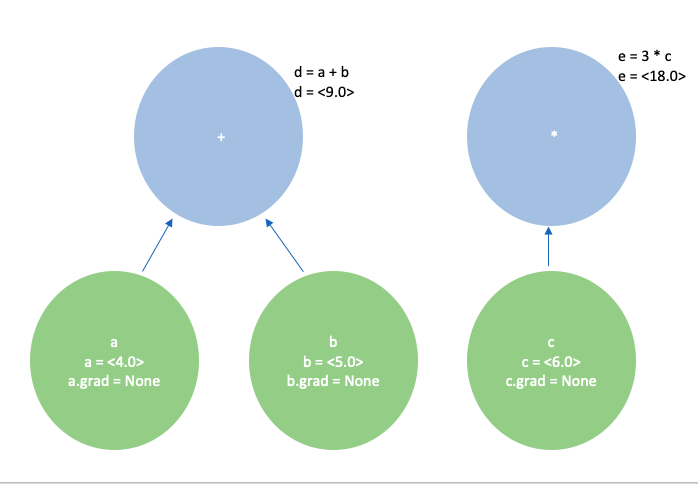 d = a + b
d = <9.0>
+
e = 3 * c
e = <18.0>
*
a
a = <4.0>
a.grad = None
b
b = <5.0>
b.grad = None
c
c = <6.0>
c.grad = None